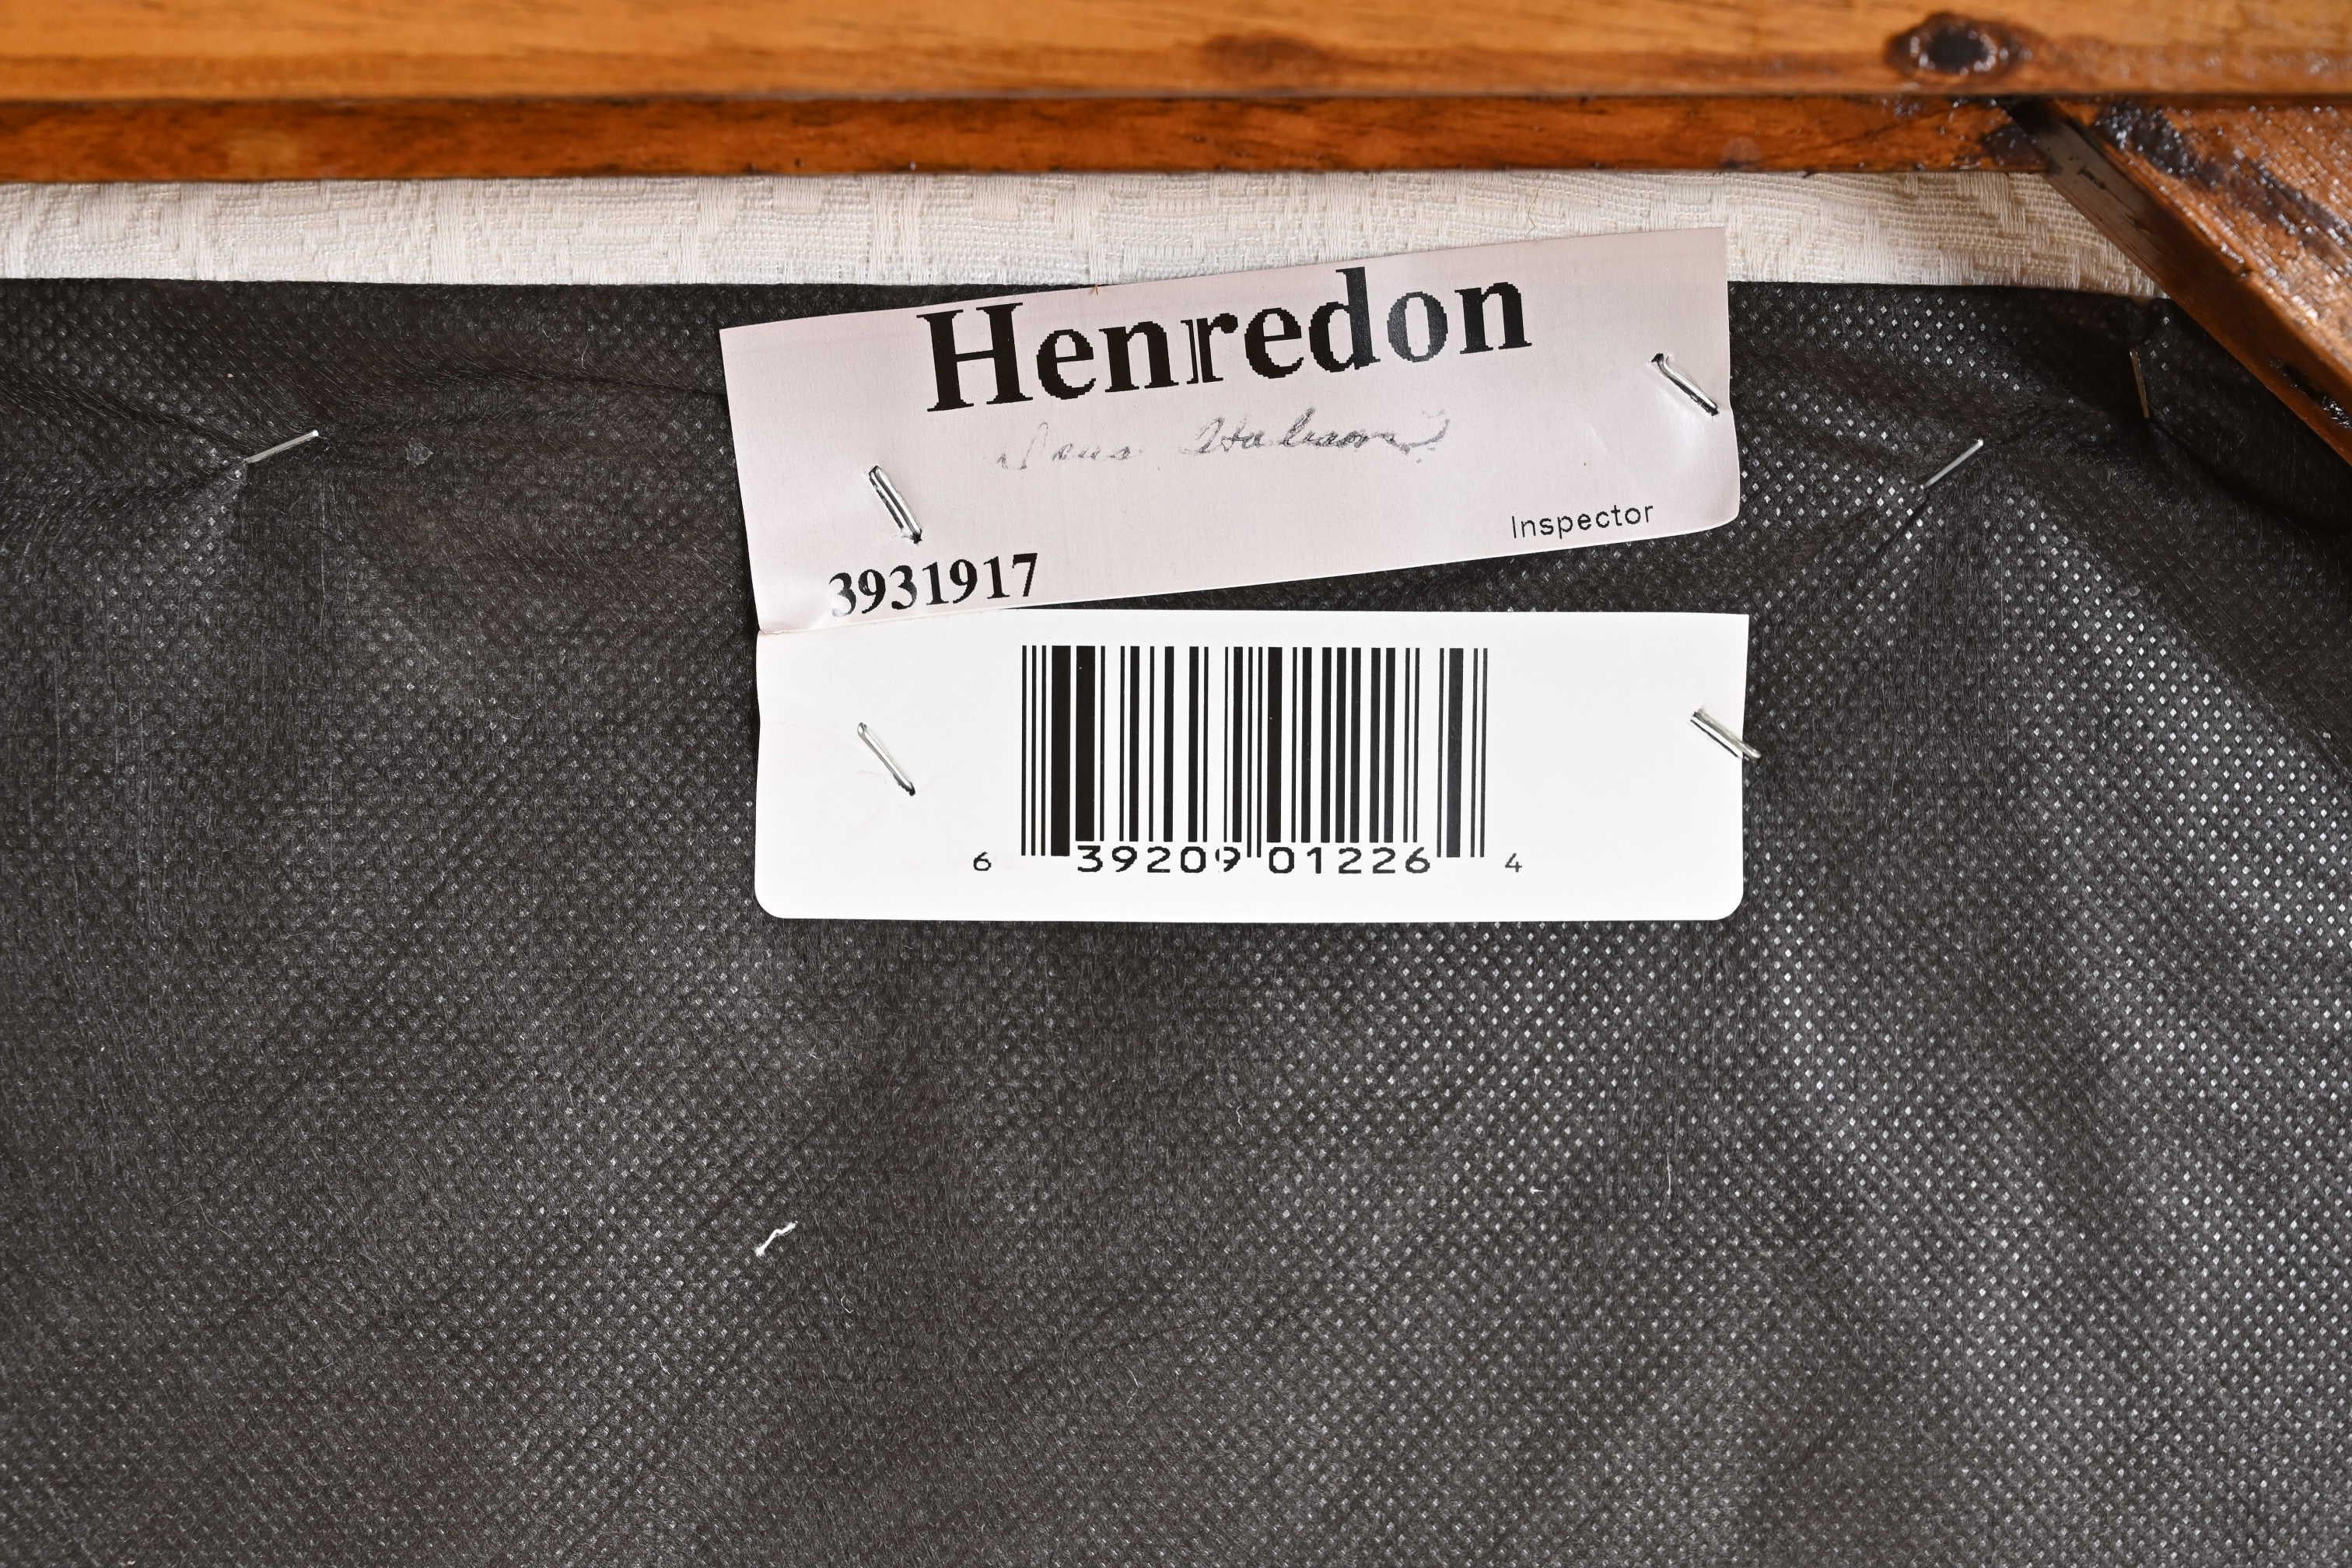 Henredon
Inspector
3931917
6 39209 01226 4